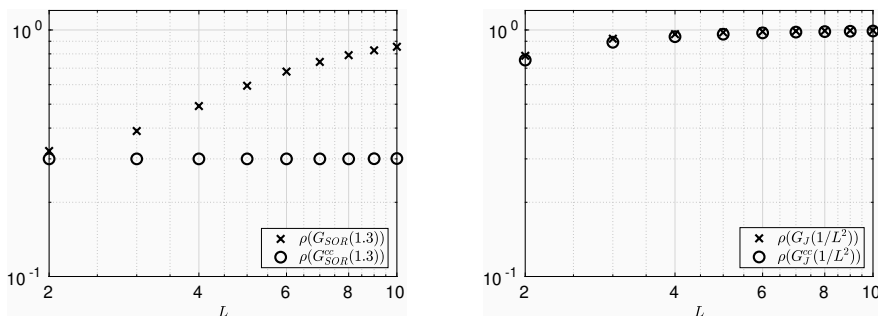 10^0
10^-1
2
4
6
8
10
L
× ρ(G_SOR(1.3))
○ ρ(G^cc_SOR(1.3))
10^0
10^-1
2
4
6
8
10
L
× ρ(G_J(1/L^2))
○ ρ(G^cc_J(1/L^2))